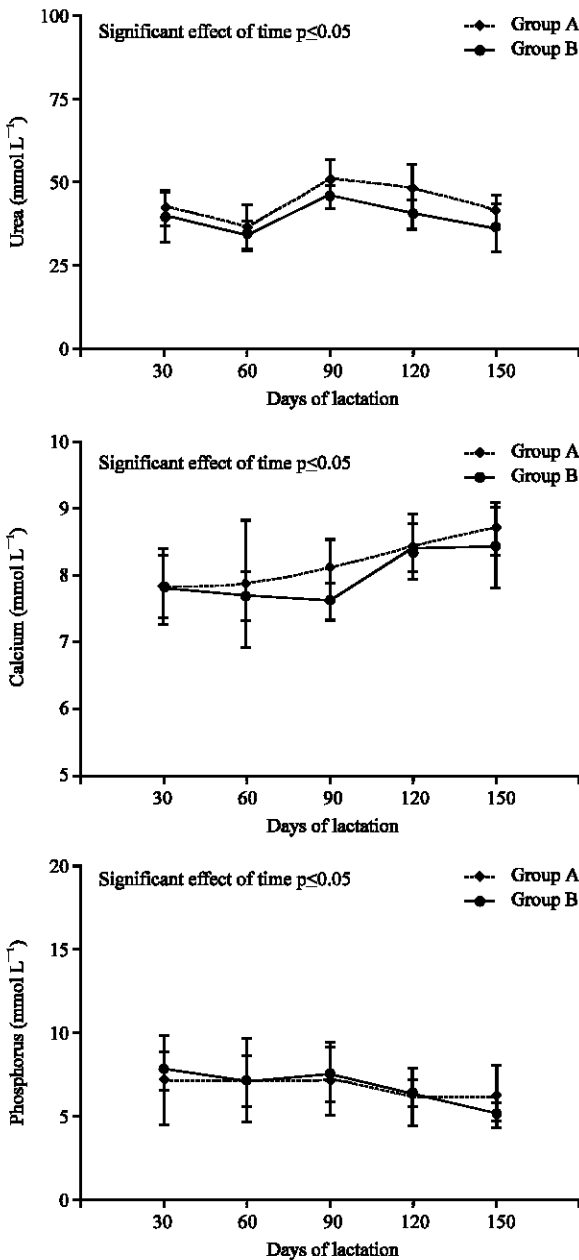 100
75
50
25
0
Urea (mmol L⁻¹)
Significant effect of time p≤0.05
Group A
Group B
30 60 90 120 150
Days of lactation
10
9
8
7
6
5
Calcium (mmol L⁻¹)
Significant effect of time p≤0.05
Group A
Group B
30 60 90 120 150
Days of lactation
20
15
10
5
0
Phosphorus (mmol L⁻¹)
Significant effect of time p≤0.05
Group A
Group B
30 60 90 120 150
Days of lactation